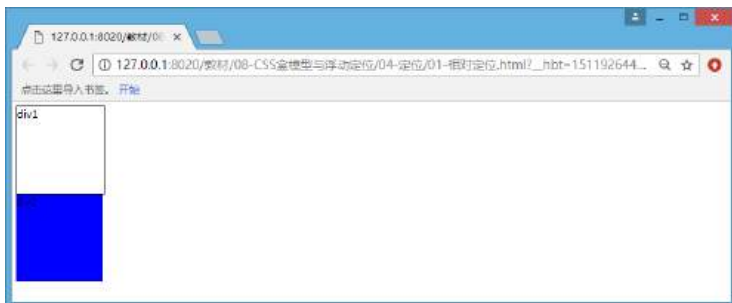 127.0.0.1:8020/教材/08
127.0.0.1:8020/教材/08-CSS盒模型与浮动定位/04-定位/01-相对定位.html?__hbt=151192644...
点击这里导入书签。 开始
div1